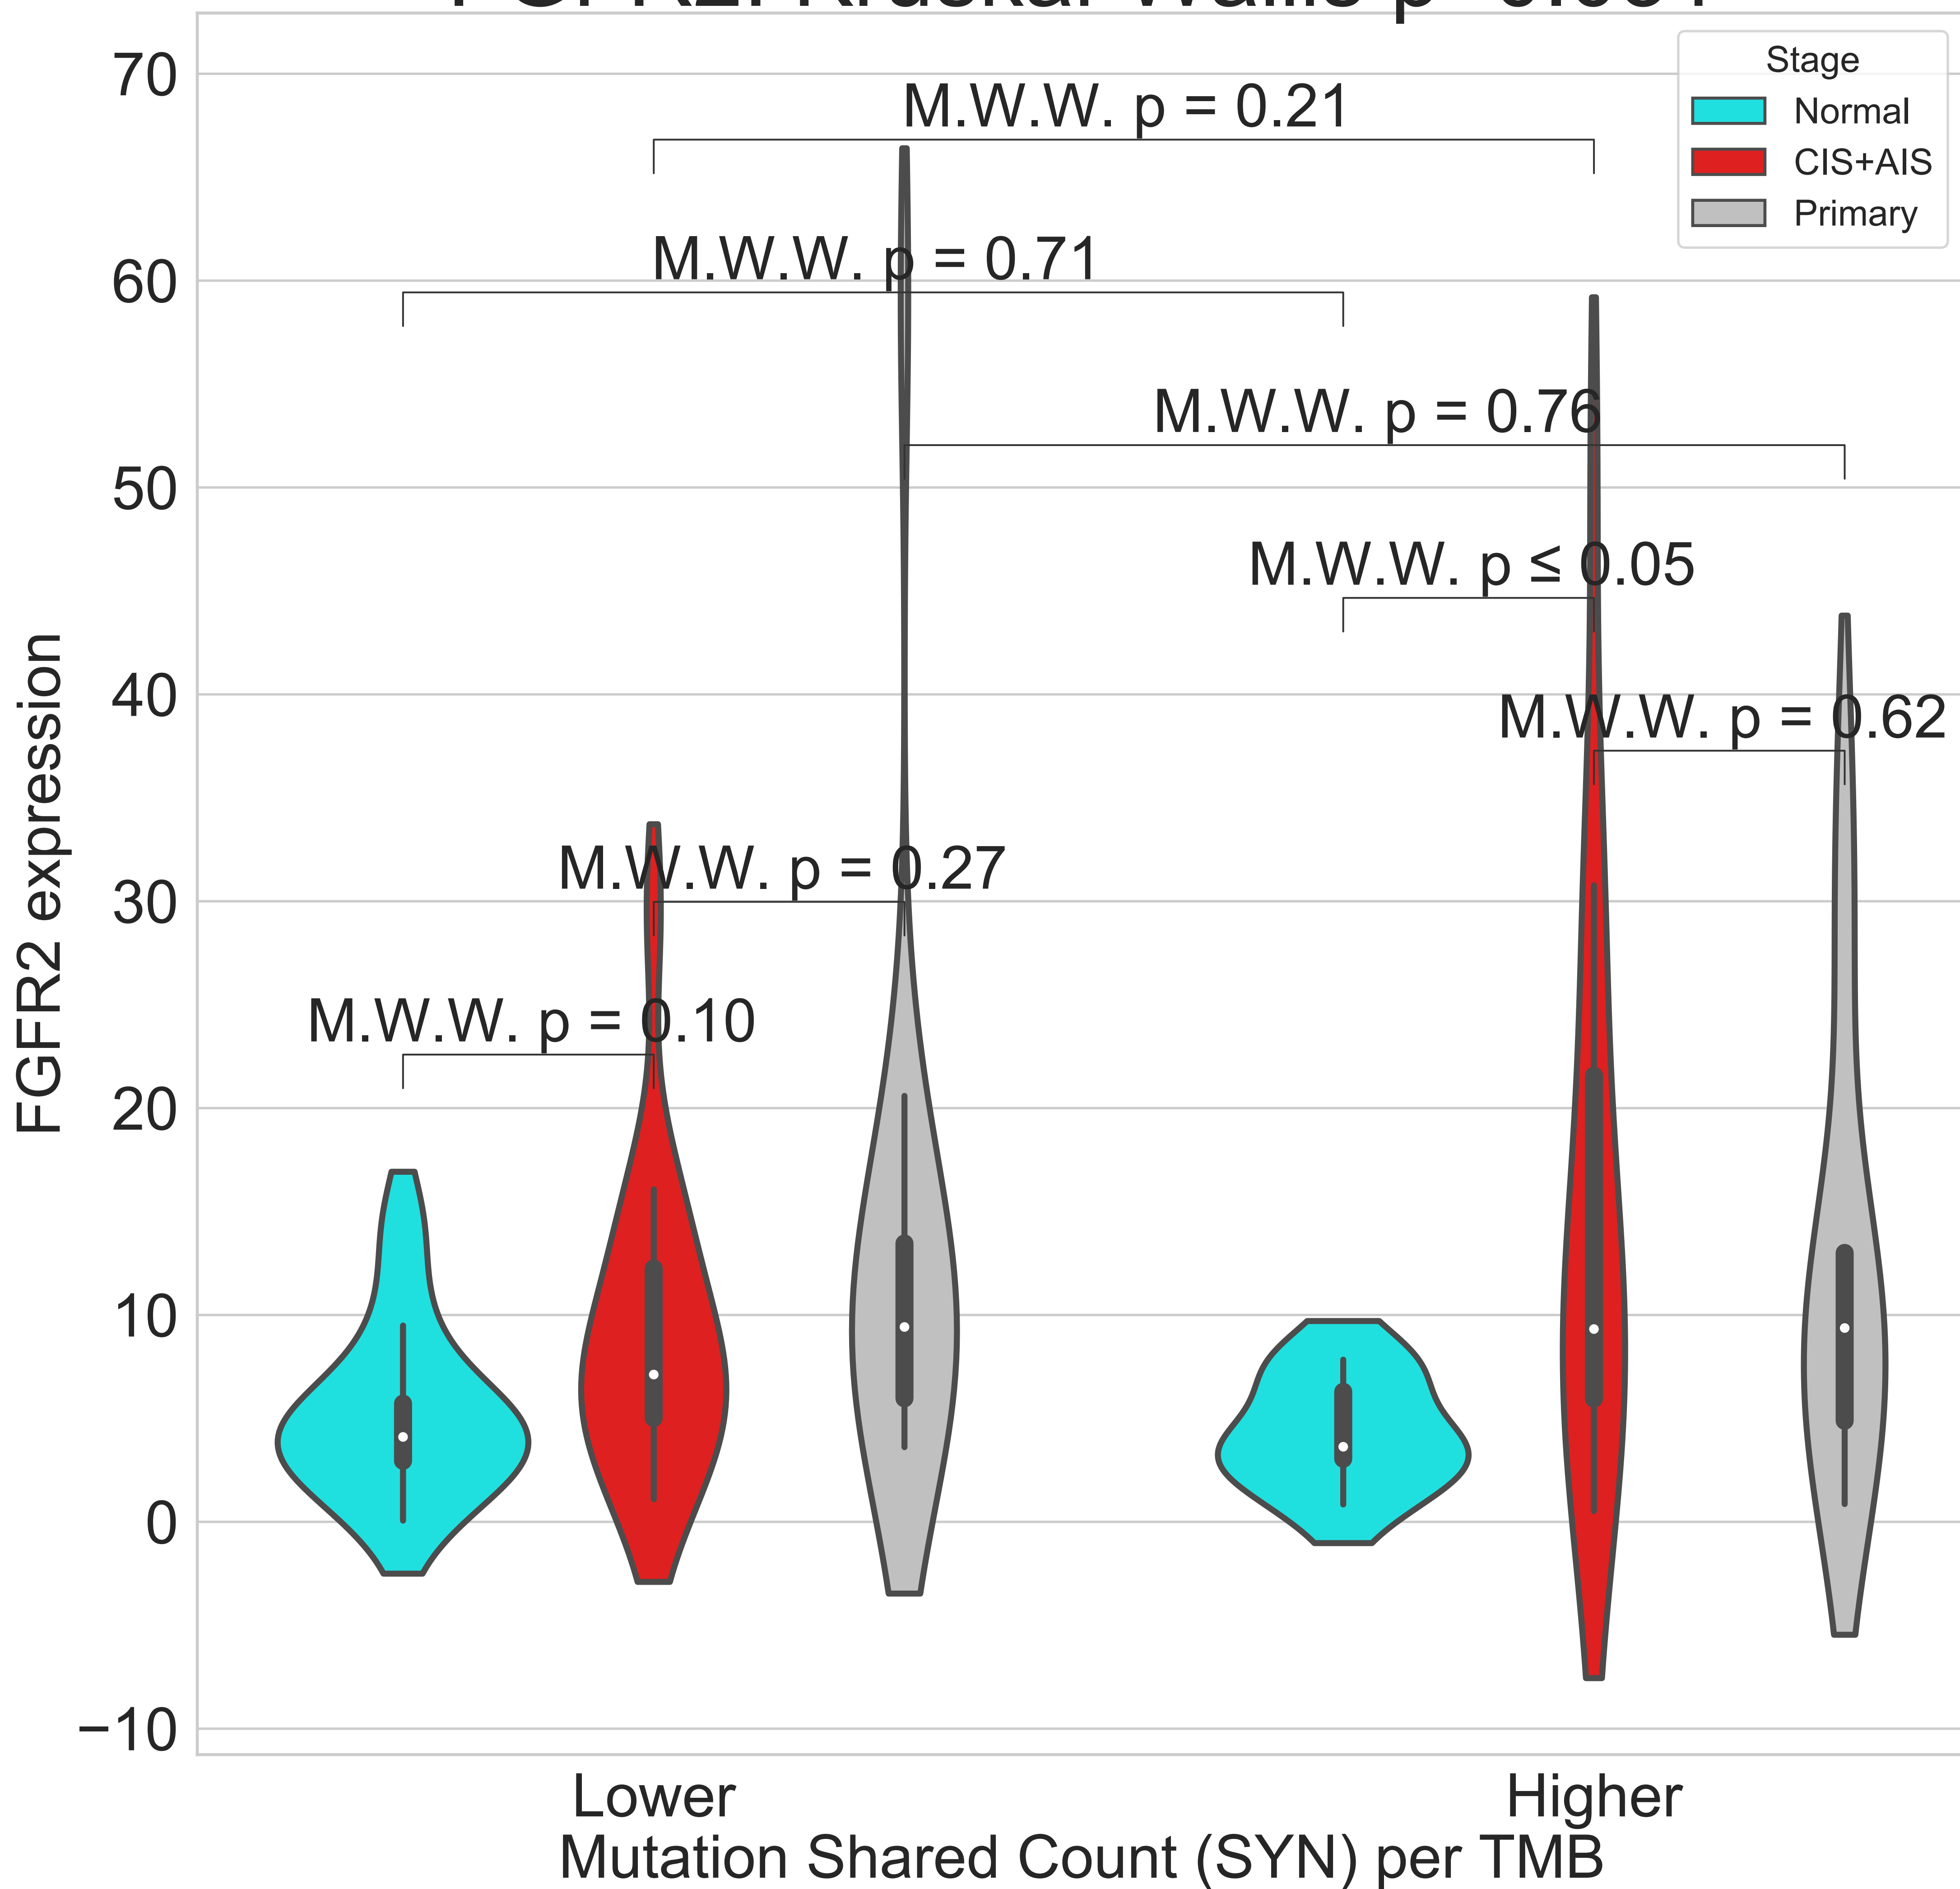 70
60
50
40
30
20
10
0
−10
FGFR2 expression
Stage
Normal
CIS+AIS
Primary
M.W.W. p = 0.21
M.W.W. p = 0.71
M.W.W. p = 0.76
M.W.W. p ≤ 0.05
M.W.W. p = 0.62
M.W.W. p = 0.27
M.W.W. p = 0.10
Lower
Higher
Mutation Shared Count (SYN) per TMB